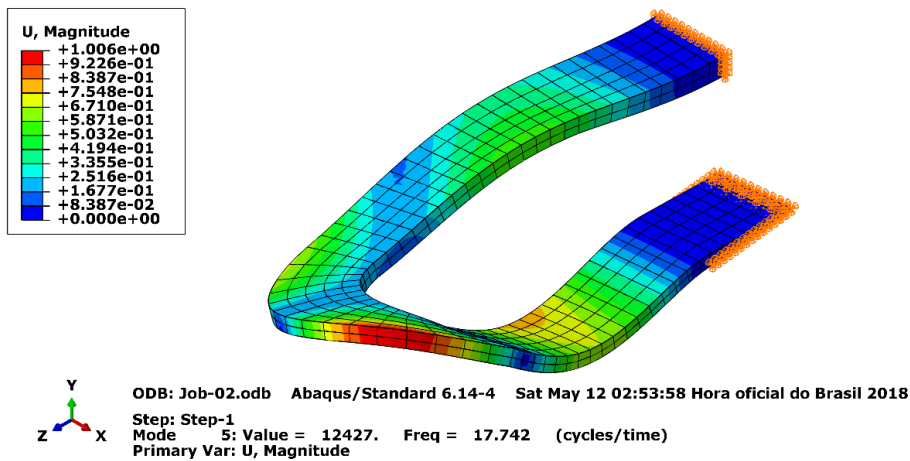 U, Magnitude
+1.006e+00
+9.226e-01
+8.387e-01
+7.548e-01
+6.710e-01
+5.871e-01
+5.032e-01
+4.194e-01
+3.355e-01
+2.516e-01
+1.677e-01
+8.387e-02
+0.000e+00
ODB: Job-02.odb Abaqus/Standard 6.14-4 Sat May 12 02:53:58 Hora oficial do Brasil 2018
Y
Z X
Step: Step-1
Mode 5: Value = 12427. Freq = 17.742 (cycles/time)
Primary Var: U, Magnitude